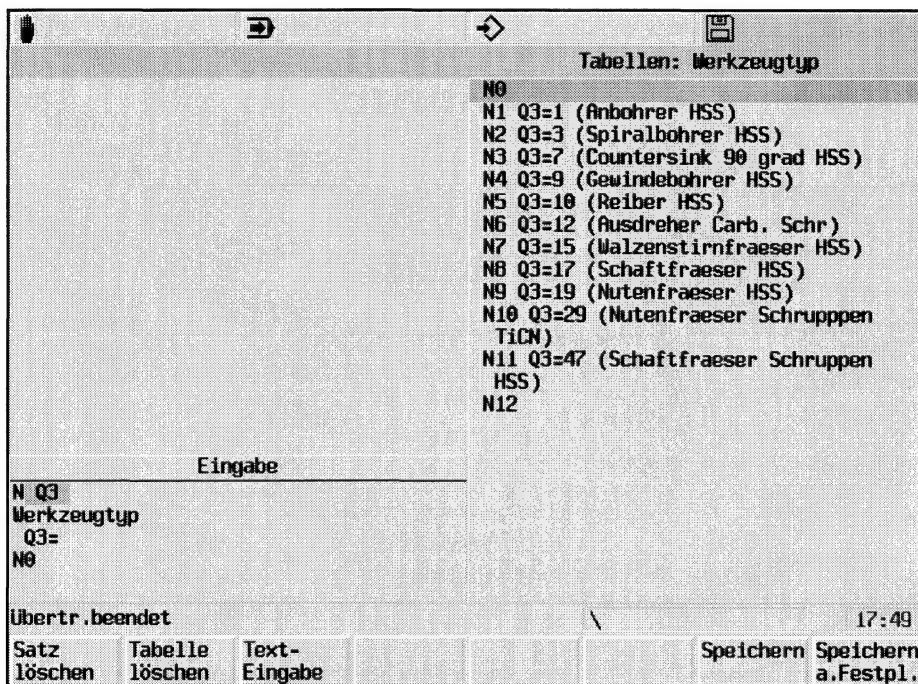 Tabellen: Werkzeugtyp
N0
N1 Q3=1 (Anbohrer HSS)
N2 Q3=3 (Spiralbohrer HSS)
N3 Q3=7 (Countersink 90 grad HSS)
N4 Q3=9 (Gewindebohrer HSS)
N5 Q3=10 (Reiber HSS)
N6 Q3=12 (Ausdreher Carb. Schr)
N7 Q3=15 (Walzenstirnfraeser HSS)
N8 Q3=17 (Schaftfraeser HSS)
N9 Q3=19 (Nutenfraeser HSS)
N10 Q3=29 (Nutenfraeser Schrupppen
TiCN)
N11 Q3=47 (Schaftfraeser Schruppen
HSS)
N12
Eingabe
N Q3
Werkzeugtyp
Q3=
N0
Übertr.beendet \ 17:49
Satz Tabelle Text- Speichern Speichern
löschen löschen Eingabe a.Festpl.